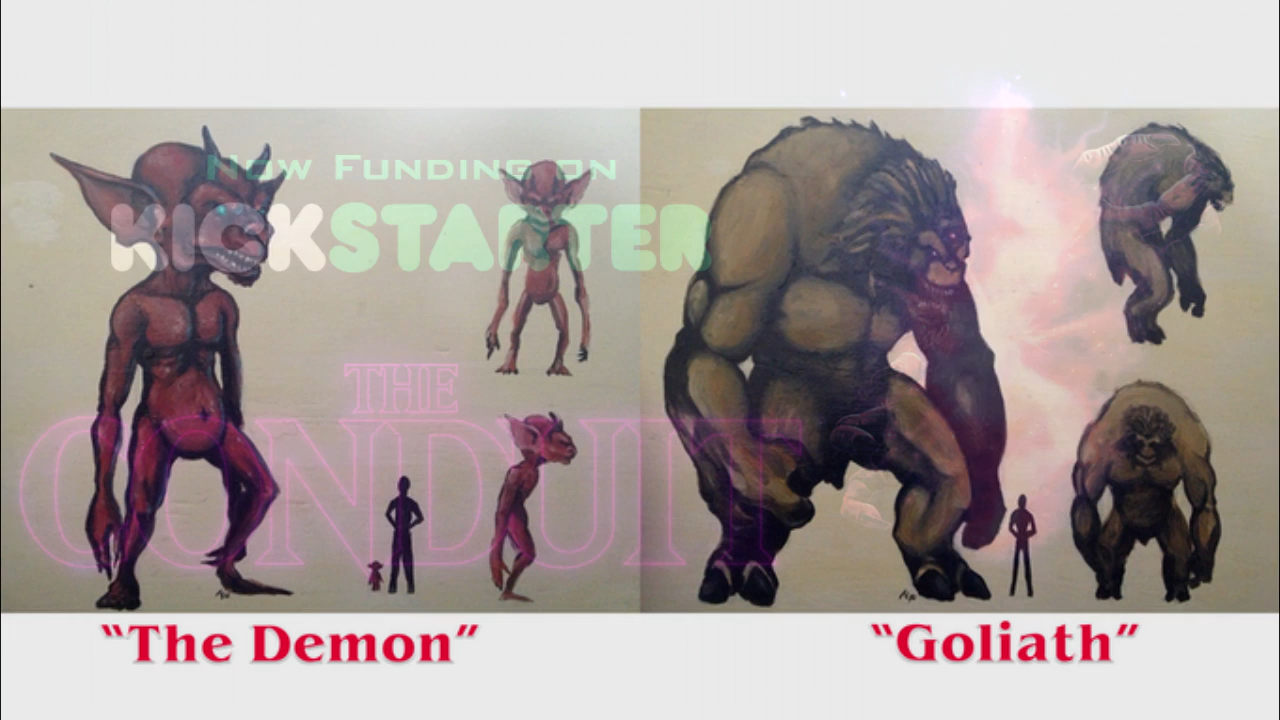 Now Funding on
KICKSTARTER
THE
CONDUIT
“The Demon”
“Goliath”